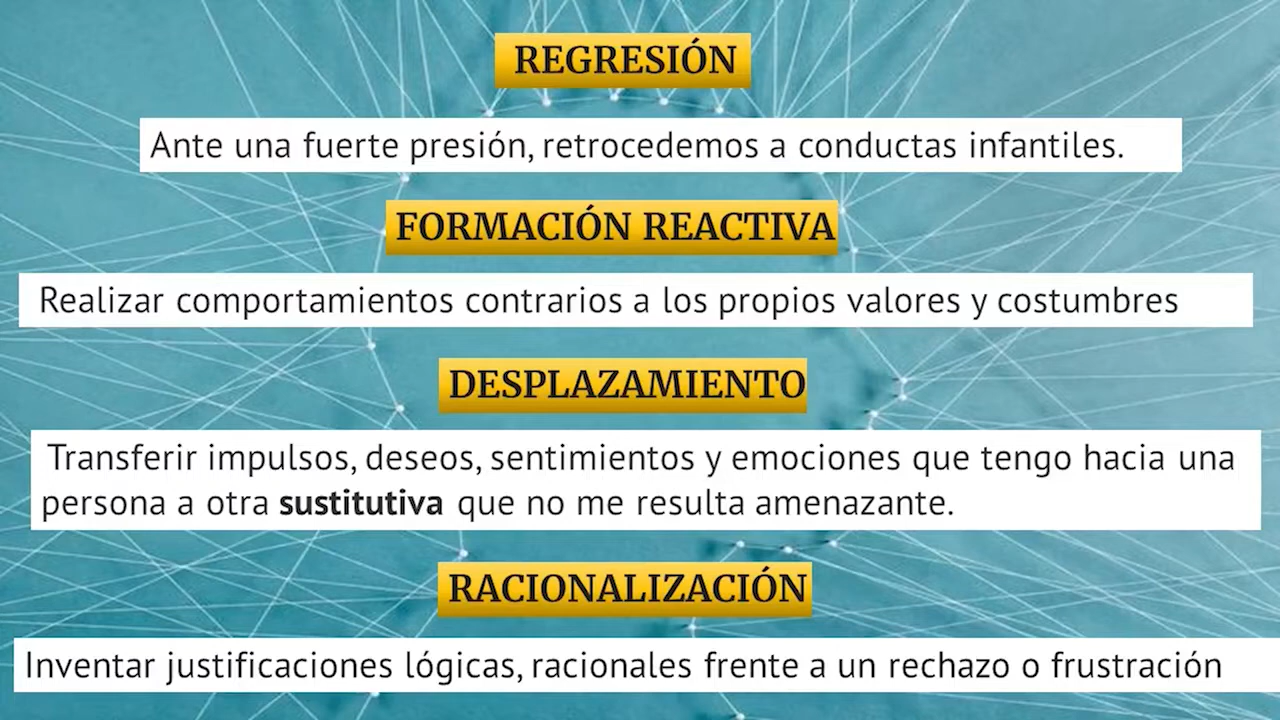 REGRESIÓN
Ante una fuerte presión, retrocedemos a conductas infantiles.
FORMACIÓN REACTIVA
Realizar comportamientos contrarios a los propios valores y costumbres
DESPLAZAMIENTO
Transferir impulsos, deseos, sentimientos y emociones que tengo hacia una
persona a otra sustitutiva que no me resulta amenazante.
RACIONALIZACIÓN
Inventar justificaciones lógicas, racionales frente a un rechazo o frustración